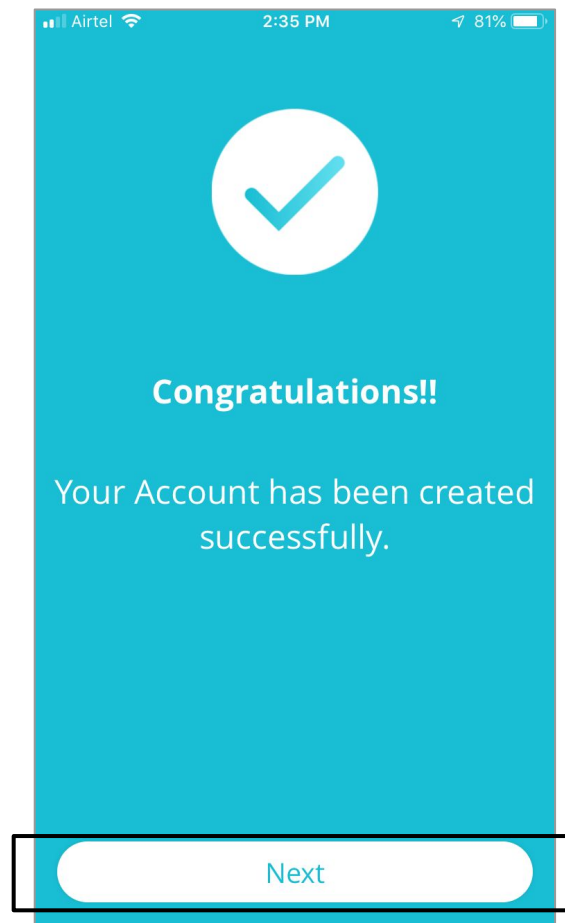 Airtel 2:35 PM 81%
Congratulations!!
Your Account has been created
successfully.
Next